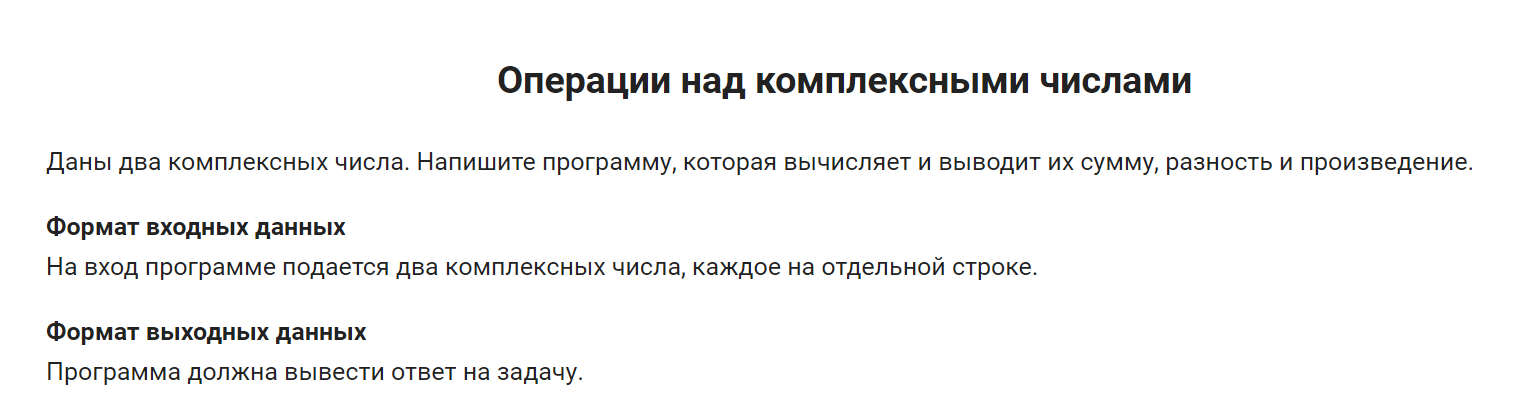 Операции над комплексными числами
Даны два комплексных числа. Напишите программу, которая вычисляет и выводит их сумму, разность и произведение.
Формат входных данных
На вход программе подается два комплексных числа, каждое на отдельной строке.
Формат выходных данных
Программа должна вывести ответ на задачу.